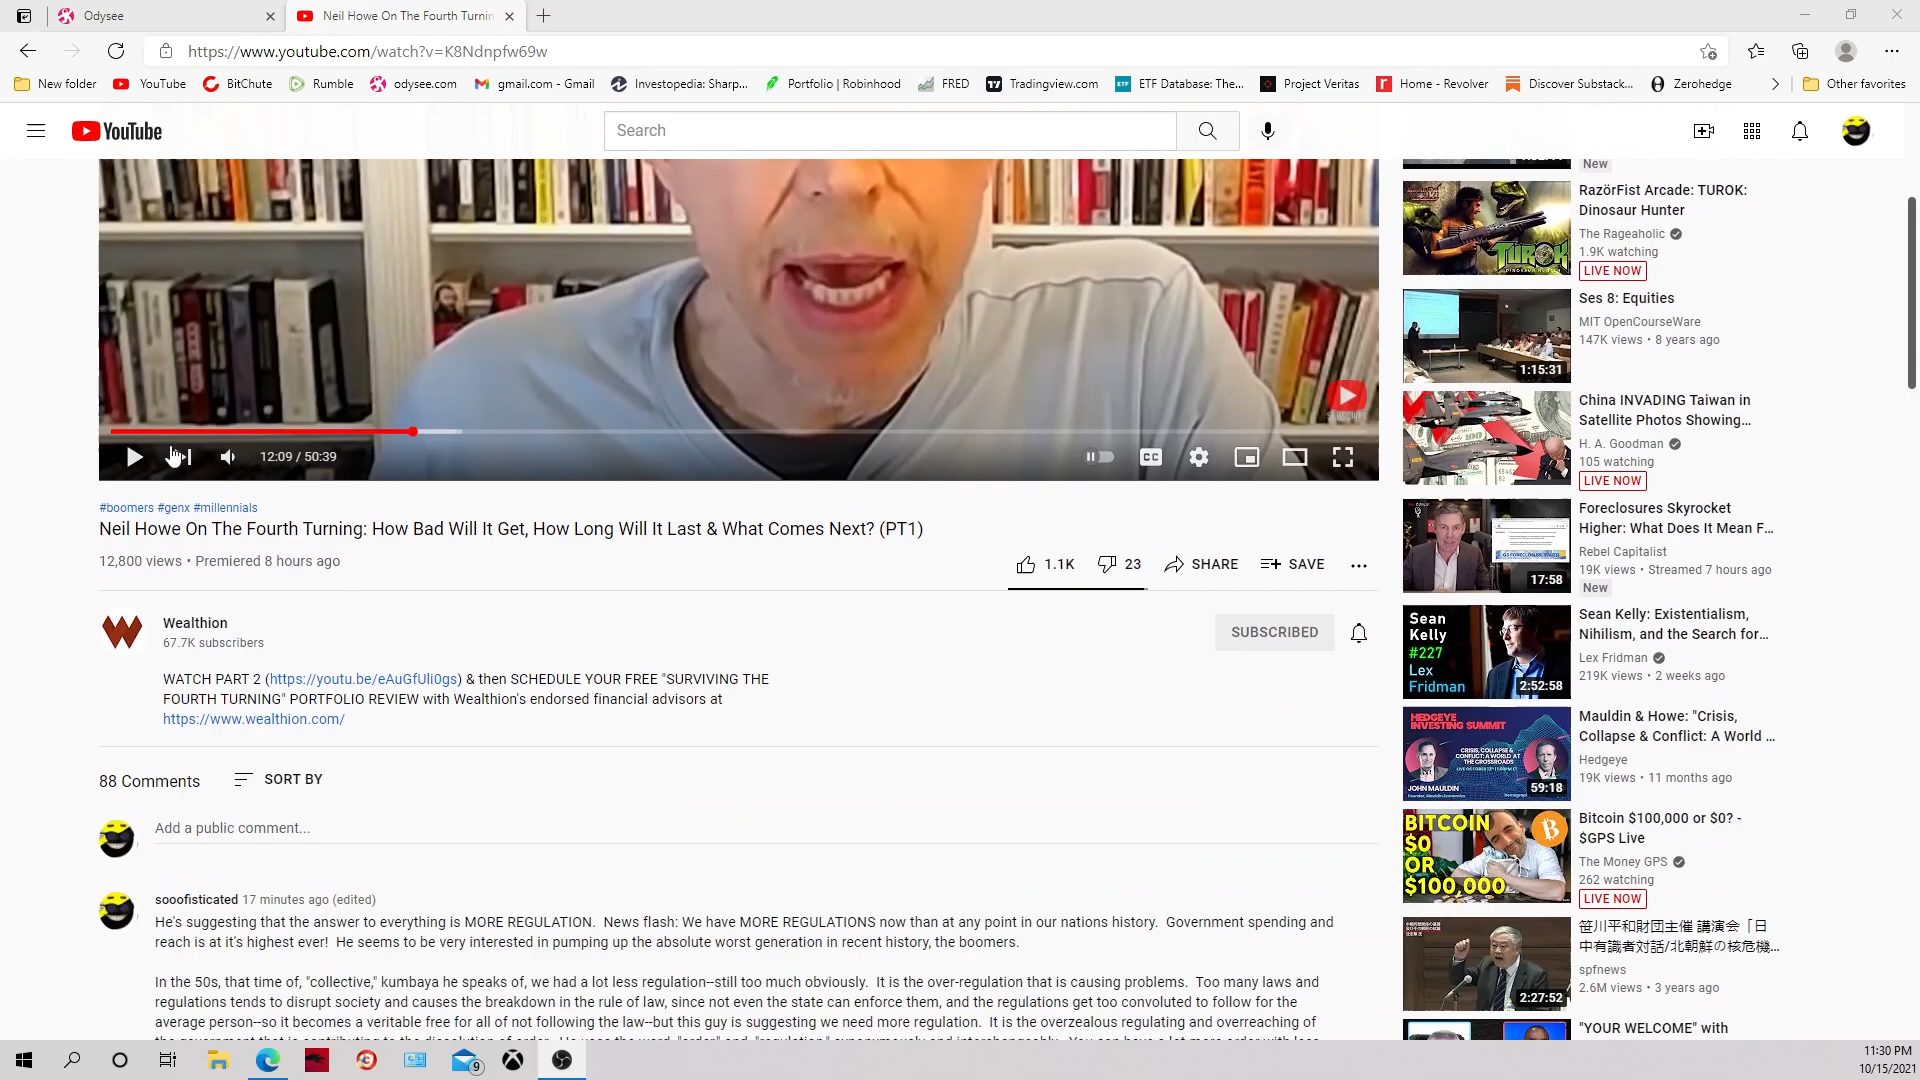 Odysee
Neil Howe On The Fourth Turnin
https://www.youtube.com/watch?v=K8Ndnpfw69w
New folder
YouTube
BitChute
Rumble
odysee.com
gmail.com - Gmail
Investopedia: Sharp...
Portfolio | Robinhood
FRED
Tradingview.com
ETF Database: The...
Project Veritas
Home - Revolver
Discover Substack...
Zerohedge
Other favorites
YouTube
Search
12:09 / 50:39
CC
#boomers #genx #millennials
Neil Howe On The Fourth Turning: How Bad Will It Get, How Long Will It Last & What Comes Next? (PT1)
12,800 views • Premiered 8 hours ago
1.1K
23
SHARE
SAVE
Wealthion
67.7K subscribers
SUBSCRIBED
WATCH PART 2 (https://youtu.be/eAuGfUli0gs) & then SCHEDULE YOUR FREE "SURVIVING THE
FOURTH TURNING" PORTFOLIO REVIEW with Wealthion's endorsed financial advisors at
https://www.wealthion.com/
88 Comments
SORT BY
Add a public comment...
sooofisticated 17 minutes ago (edited)
He's suggesting that the answer to everything is MORE REGULATION. News flash: We have MORE REGULATIONS now than at any point in our nations history. Government spending and
reach is at it's highest ever! He seems to be very interested in pumping up the absolute worst generation in recent history, the boomers.
In the 50s, that time of, "collective," kumbaya he speaks of, we had a lot less regulation--still too much obviously. It is the over-regulation that is causing problems. Too many laws and
regulations tends to disrupt society and causes the breakdown in the rule of law, since not even the state can enforce them, and the regulations get too convoluted to follow for the
average person--so it becomes a veritable free for all of not following the law--but this guy is suggesting we need more regulation. It is the overzealous regulating and overreaching of
New
RazörFist Arcade: TUROK:
Dinosaur Hunter
The Rageaholic
1.9K watching
LIVE NOW
TUROK
Ses 8: Equities
MIT OpenCourseWare
147K views • 8 years ago
1:15:31
China INVADING Taiwan in
Satellite Photos Showing...
H. A. Goodman
105 watching
LIVE NOW
Foreclosures Skyrocket
Higher: What Does It Mean F...
Rebel Capitalist
19K views • Streamed 7 hours ago
New
17:58
Sean
Kelly
#227
Lex
Fridman
2:52:58
Sean Kelly: Existentialism,
Nihilism, and the Search for...
Lex Fridman
219K views • 2 weeks ago
HEDGEYE
INVESTING SUMMIT
CRISIS, COLLAPSE &
CONFLICT: A WORLD AT
THE CROSSROADS
JOHN MAULDIN
59:18
Mauldin & Howe: "Crisis,
Collapse & Conflict: A World ...
Hedgeye
19K views • 11 months ago
BITCOIN
$0
OR
$100,000
Bitcoin $100,000 or $0? -
$GPS Live
The Money GPS
262 watching
LIVE NOW
笹川平和財団主催 講演会「日
中有識者対話/北朝鮮の核危機...
spfnews
2.6M views • 3 years ago
2:27:52
"YOUR WELCOME" with
9
11:30 PM
10/15/2021